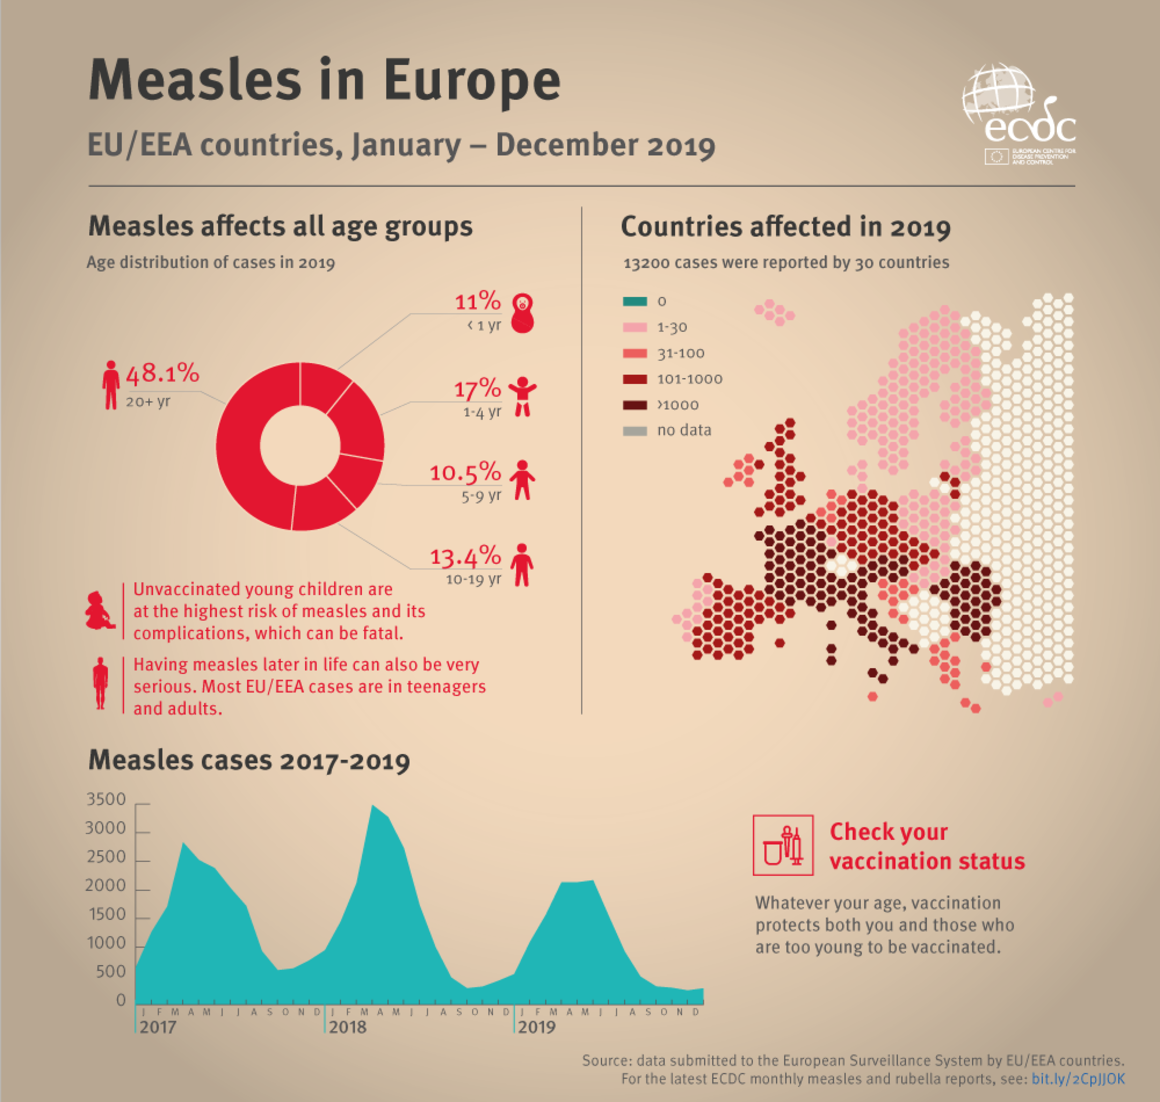 Measles in Europe
EU/EEA countries, January – December 2019
ecdc
EUROPEAN CENTRE FOR
DISEASE PREVENTION
AND CONTROL
Measles affects all age groups
Age distribution of cases in 2019
11%
< 1 yr
48.1%
20+ yr
17%
1-4 yr
10.5%
5-9 yr
13.4%
10-19 yr
Unvaccinated young children are
at the highest risk of measles and its
complications, which can be fatal.
Having measles later in life can also be very
serious. Most EU/EEA cases are in teenagers
and adults.
Countries affected in 2019
13200 cases were reported by 30 countries
0
1-30
31-100
101-1000
>1000
no data
Measles cases 2017-2019
3500
3000
2500
2000
1500
1000
500
0
J F M A M J J A S O N D J F M A M J J A S O N D J F M A M J J A S O N D
2017 2018 2019
Check your
vaccination status
Whatever your age, vaccination
protects both you and those who
are too young to be vaccinated.
Source: data submitted to the European Surveillance System by EU/EEA countries.
For the latest ECDC monthly measles and rubella reports, see: bit.ly/2CpJJOK